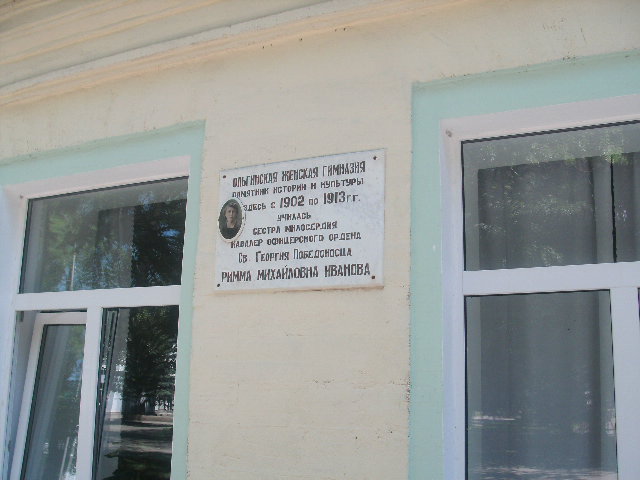 ОЛЬГИНСКАЯ ЖЕНСКАЯ ГИМНАЗИЯ
ПАМЯТНИК ИСТОРИИ И КУЛЬТУРЫ
ЗДЕСЬ С 1902 ПО 1913 Г.Г.
УЧИЛАСЬ
СЕСТРА МИЛОСЕРДИЯ
КАВАЛЕР ОФИЦЕРСКОГО ОРДЕНА
СВ. ГЕОРГИЯ ПОБЕДОНОСЦА
РИММА МИХАЙЛОВНА ИВАНОВА